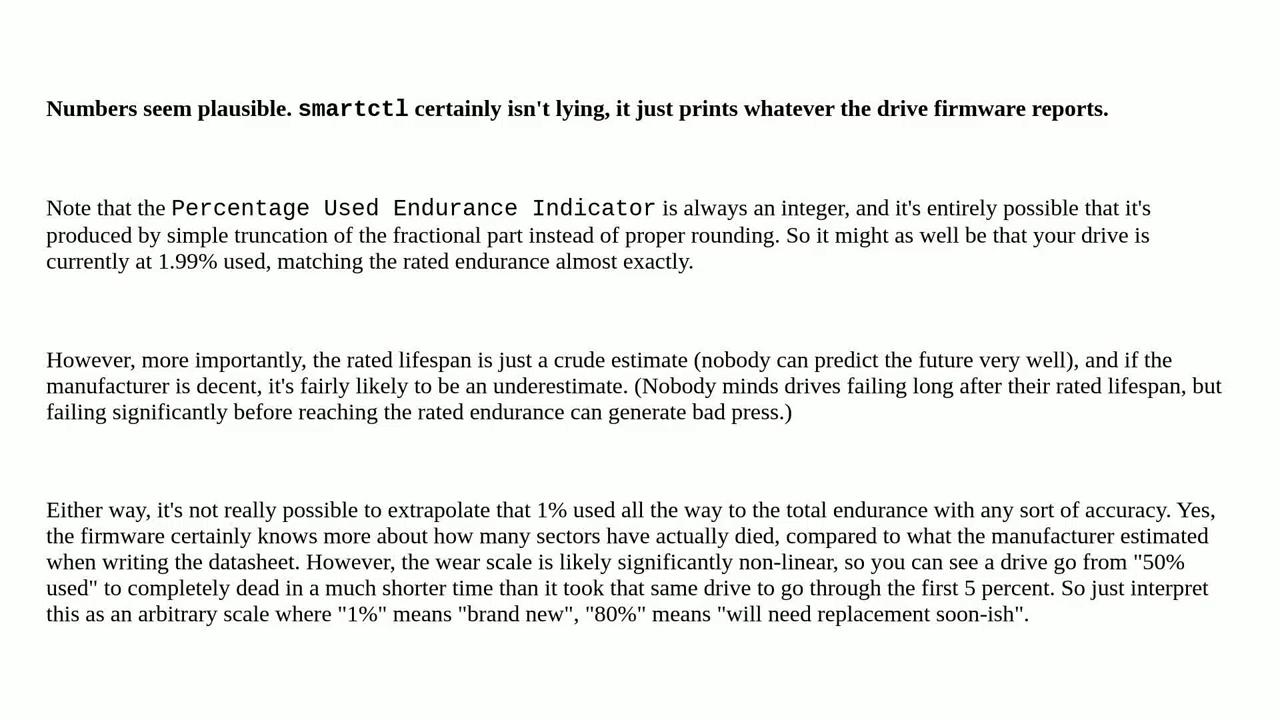 Numbers seem plausible. smartctl certainly isn't lying, it just prints whatever the drive firmware reports.
Note that the Percentage Used Endurance Indicator is always an integer, and it's entirely possible that it's
produced by simple truncation of the fractional part instead of proper rounding. So it might as well be that your drive is
currently at 1.99% used, matching the rated endurance almost exactly.
However, more importantly, the rated lifespan is just a crude estimate (nobody can predict the future very well), and if the
manufacturer is decent, it's fairly likely to be an underestimate. (Nobody minds drives failing long after their rated lifespan, but
failing significantly before reaching the rated endurance can generate bad press.)
Either way, it's not really possible to extrapolate that 1% used all the way to the total endurance with any sort of accuracy. Yes,
the firmware certainly knows more about how many sectors have actually died, compared to what the manufacturer estimated
when writing the datasheet. However, the wear scale is likely significantly non-linear, so you can see a drive go from "50%
used" to completely dead in a much shorter time than it took that same drive to go through the first 5 percent. So just interpret
this as an arbitrary scale where "1%" means "brand new", "80%" means "will need replacement soon-ish".